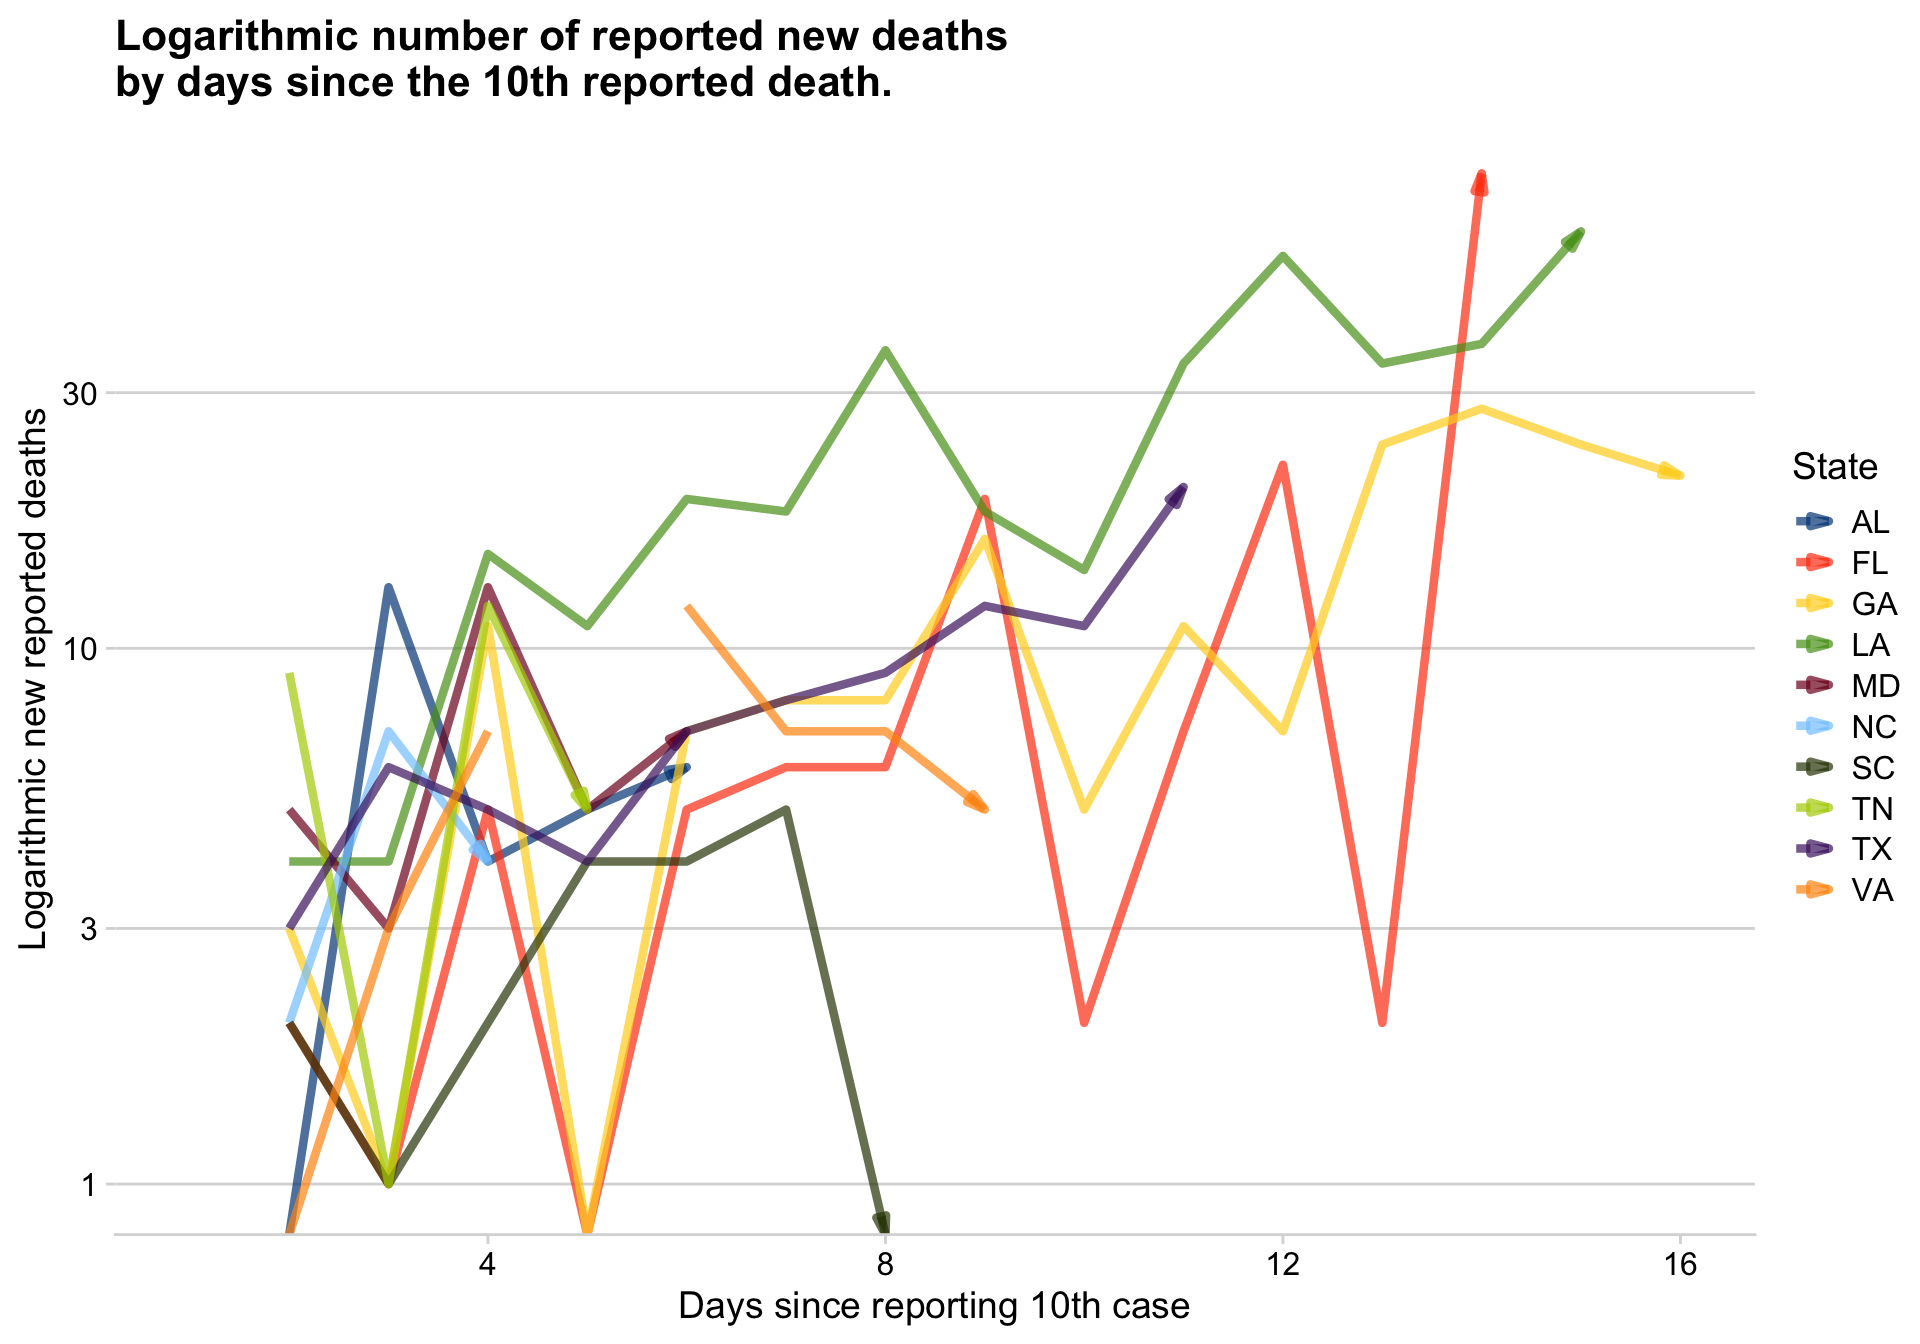 Logarithmic number of reported new deaths
by days since the 10th reported death.
Logarithmic new reported deaths
30
10
3
1
4
8
12
16
Days since reporting 10th case
State
AL
FL
GA
LA
MD
NC
SC
TN
TX
VA